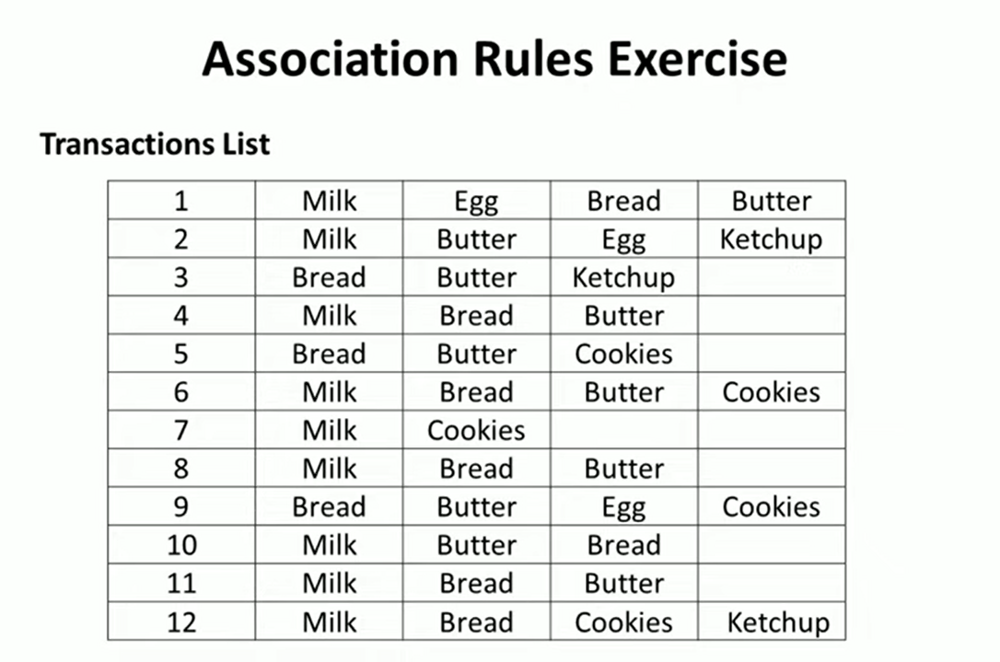 Association Rules Exercise
Transactions List
1 Milk Egg Bread Butter
2 Milk Butter Egg Ketchup
3 Bread Butter Ketchup
4 Milk Bread Butter
5 Bread Butter Cookies
6 Milk Bread Butter Cookies
7 Milk Cookies
8 Milk Bread Butter
9 Bread Butter Egg Cookies
10 Milk Butter Bread
11 Milk Bread Butter
12 Milk Bread Cookies Ketchup